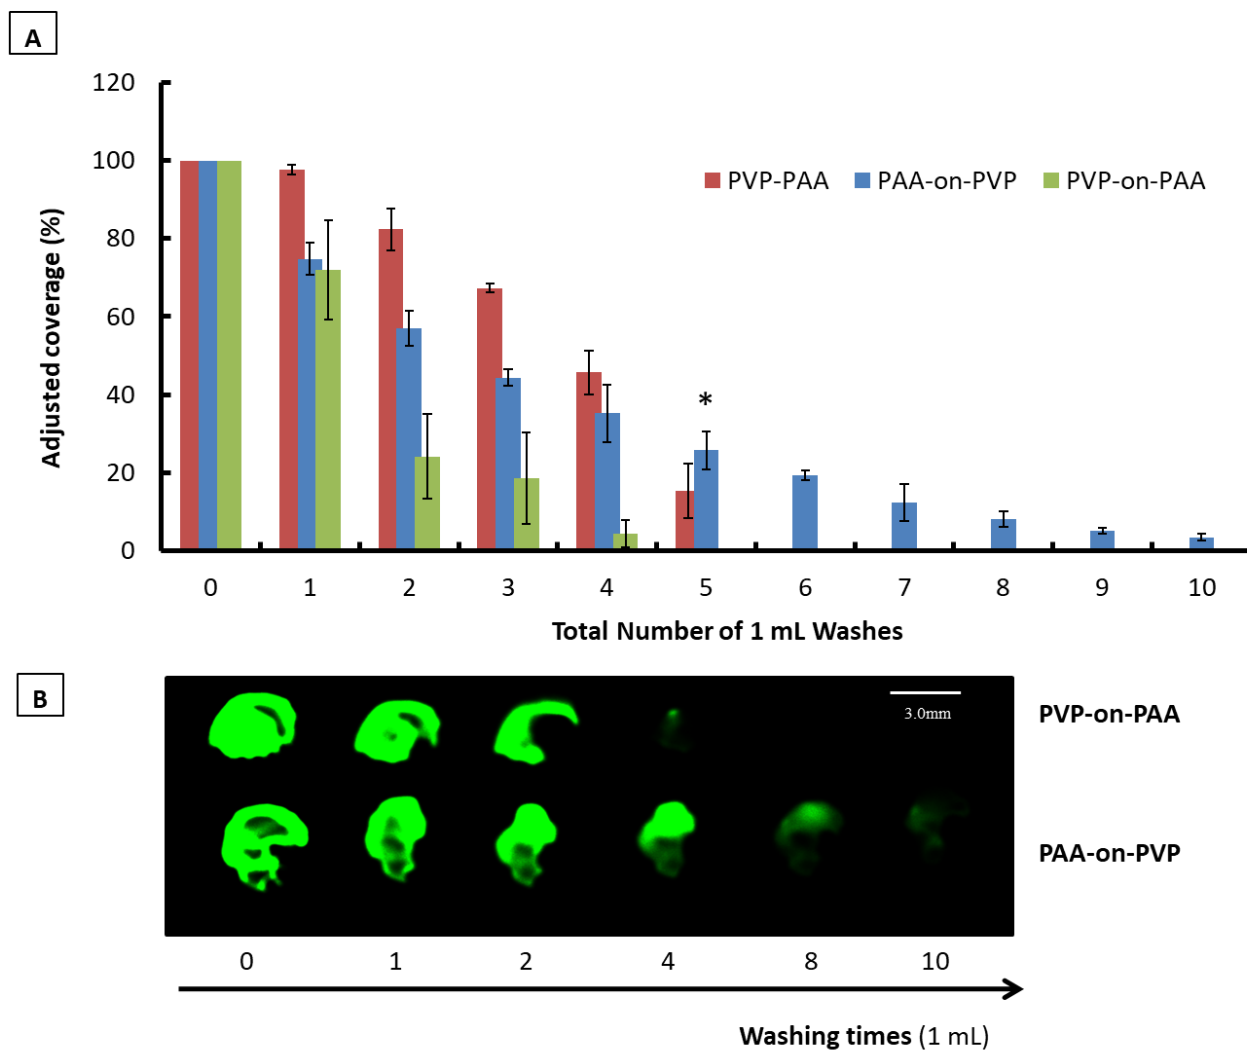 A
120
100
80
60
40
20
0
Adjusted coverage (%)
PVP-PAA PAA-on-PVP PVP-on-PAA
*
0 1 2 3 4 5 6 7 8 9 10
Total Number of 1 mL Washes
B
3.0mm
PVP-on-PAA
PAA-on-PVP
0 1 2 4 8 10
Washing times (1 mL)